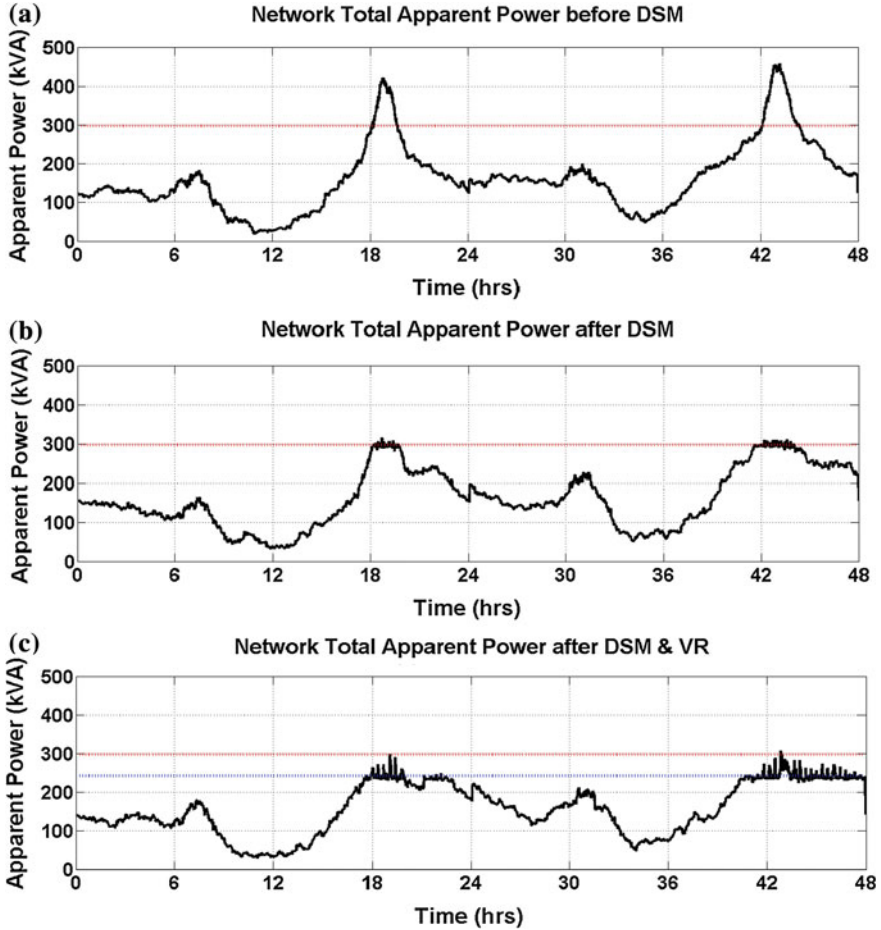 (a)
Network Total Apparent Power before DSM
Apparent Power (kVA)
500
400
300
200
100
0
0 6 12 18 24 30 36 42 48
Time (hrs)
(b)
Network Total Apparent Power after DSM
Apparent Power (kVA)
500
400
300
200
100
0
0 6 12 18 24 30 36 42 48
Time (hrs)
(c)
Network Total Apparent Power after DSM & VR
Apparent Power (kVA)
500
400
300
200
100
0
0 6 12 18 24 30 36 42 48
Time (hrs)